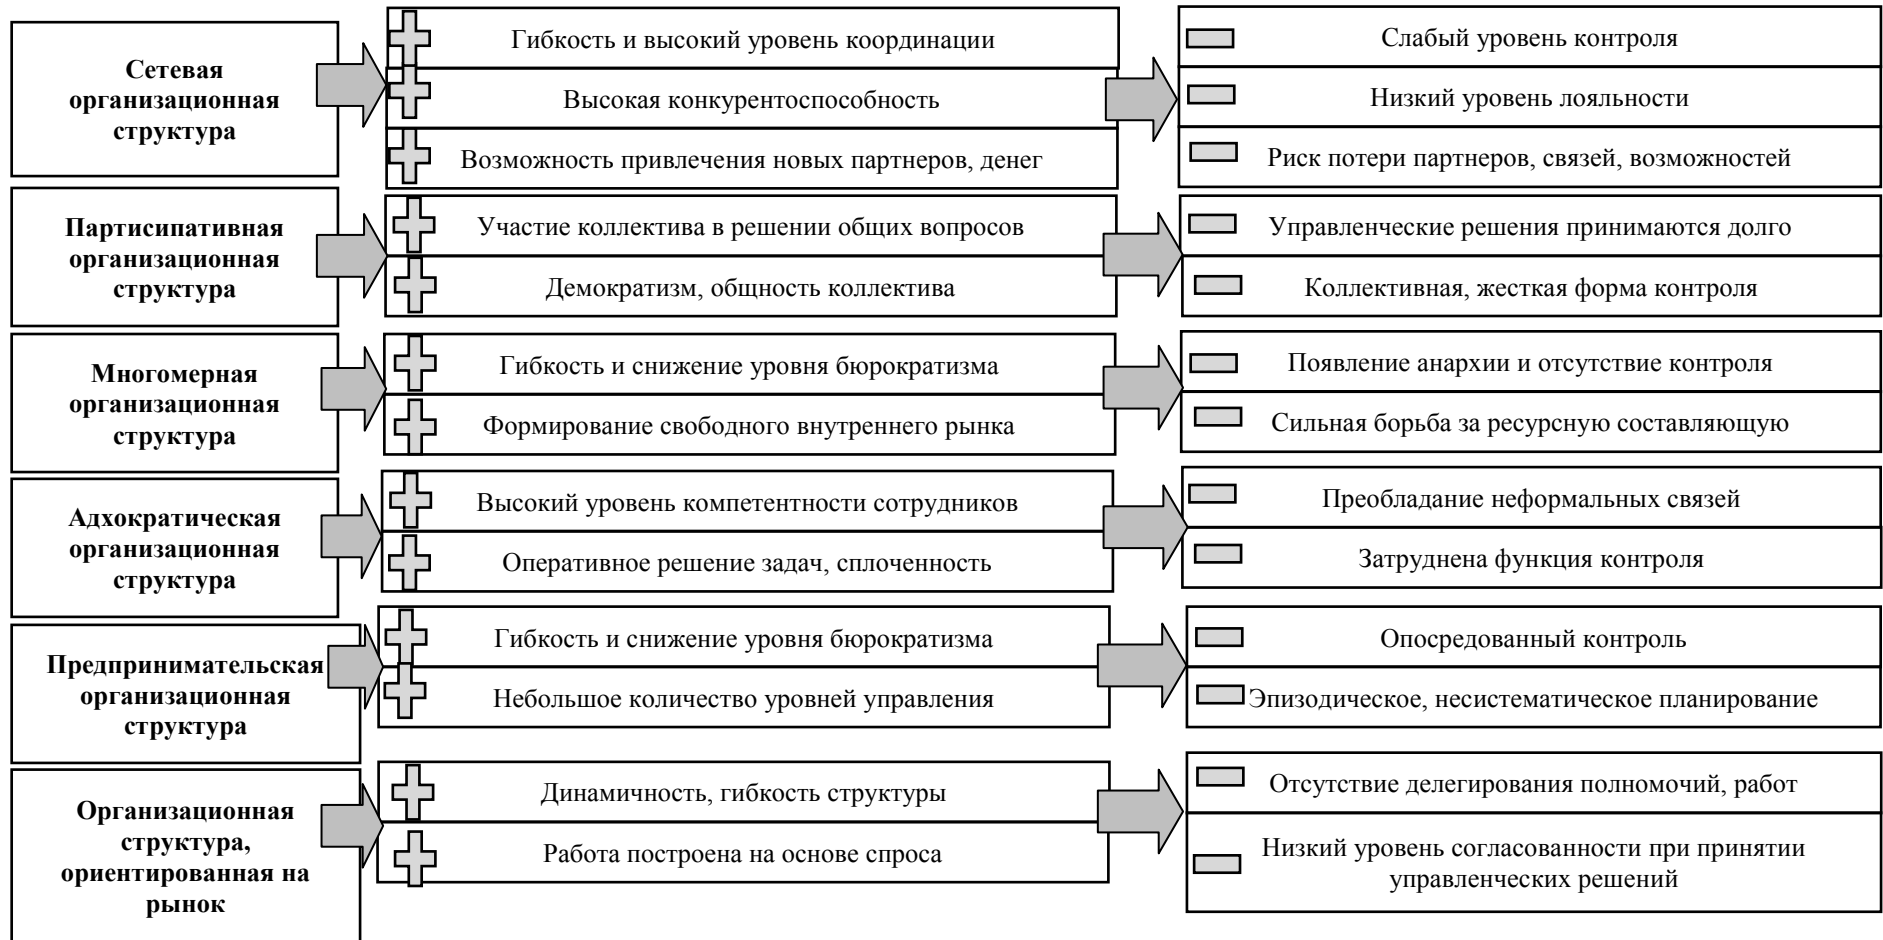 Сетевая
организационная
структура
Гибкость и высокий уровень координации
Высокая конкурентоспособность
Возможность привлечения новых партнеров, денег
Слабый уровень контроля
Низкий уровень лояльности
Риск потери партнеров, связей, возможностей
Партисипативная
организационная
структура
Участие коллектива в решении общих вопросов
Демократизм, общность коллектива
Управленческие решения принимаются долго
Коллективная, жесткая форма контроля
Многомерная
организационная
структура
Гибкость и снижение уровня бюрократизма
Формирование свободного внутреннего рынка
Появление анархии и отсутствие контроля
Сильная борьба за ресурсную составляющую
Адхократическая
организационная
структура
Высокий уровень компетентности сотрудников
Оперативное решение задач, сплоченность
Преобладание неформальных связей
Затруднена функция контроля
Предпринимательская
организационная
структура
Гибкость и снижение уровня бюрократизма
Небольшое количество уровней управления
Опосредованный контроль
Эпизодическое, несистематическое планирование
Организационная
структура,
ориентированная на
рынок
Динамичность, гибкость структуры
Работа построена на основе спроса
Отсутствие делегирования полномочий, работ
Низкий уровень согласованности при принятии
управленческих решений